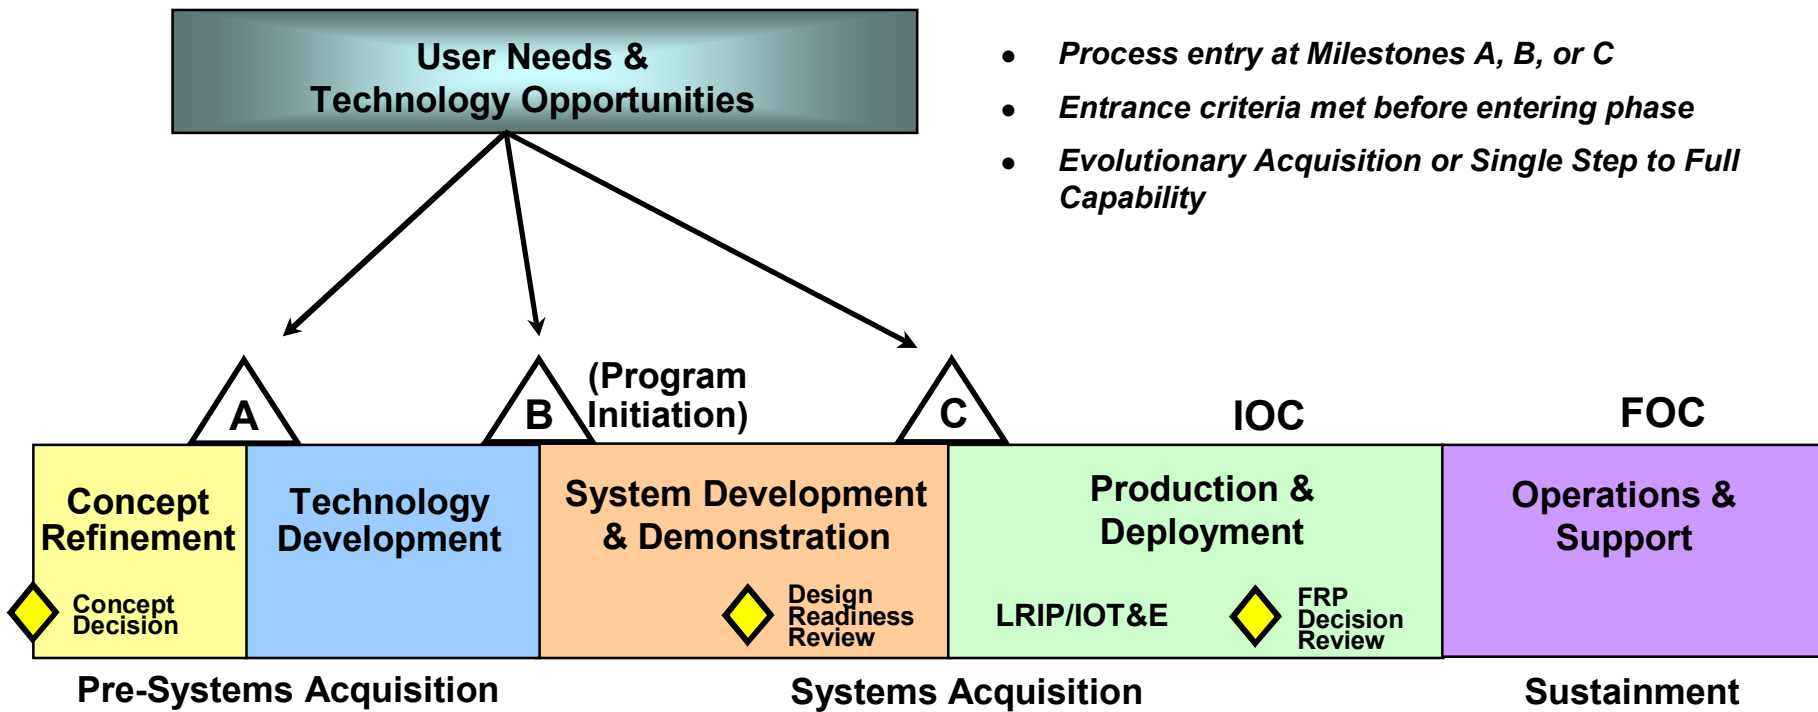 User Needs &
Technology Opportunities
• Process entry at Milestones A, B, or C
• Entrance criteria met before entering phase
• Evolutionary Acquisition or Single Step to Full
Capability
A
B
(Program
Initiation)
C
IOC
FOC
Concept
Refinement
Technology
Development
System Development
& Demonstration
Production &
Deployment
Operations &
Support
Concept
Decision
Design
Readiness
Review
LRIP/IOT&E
FRP
Decision
Review
Pre-Systems Acquisition
Systems Acquisition
Sustainment